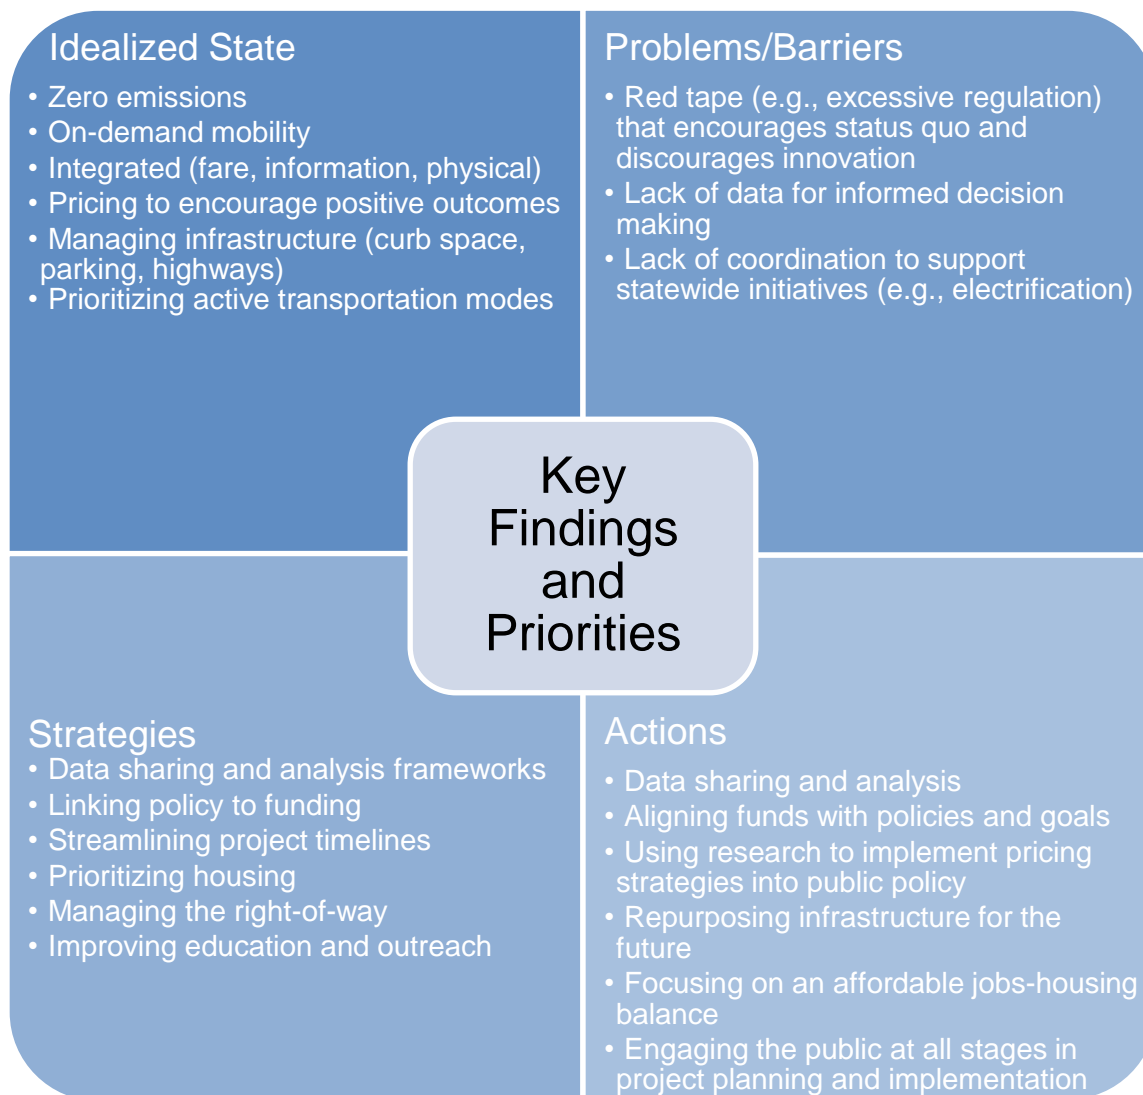 Idealized State
• Zero emissions
• On-demand mobility
• Integrated (fare, information, physical)
• Pricing to encourage positive outcomes
• Managing infrastructure (curb space,
parking, highways)
• Prioritizing active transportation modes
Problems/Barriers
• Red tape (e.g., excessive regulation)
that encourages status quo and
discourages innovation
• Lack of data for informed decision
making
• Lack of coordination to support
statewide initiatives (e.g., electrification)
Key
Findings
and
Priorities
Strategies
• Data sharing and analysis frameworks
• Linking policy to funding
• Streamlining project timelines
• Prioritizing housing
• Managing the right-of-way
• Improving education and outreach
Actions
• Data sharing and analysis
• Aligning funds with policies and goals
• Using research to implement pricing
strategies into public policy
• Repurposing infrastructure for the
future
• Focusing on an affordable jobs-housing
balance
• Engaging the public at all stages in
project planning and implementation